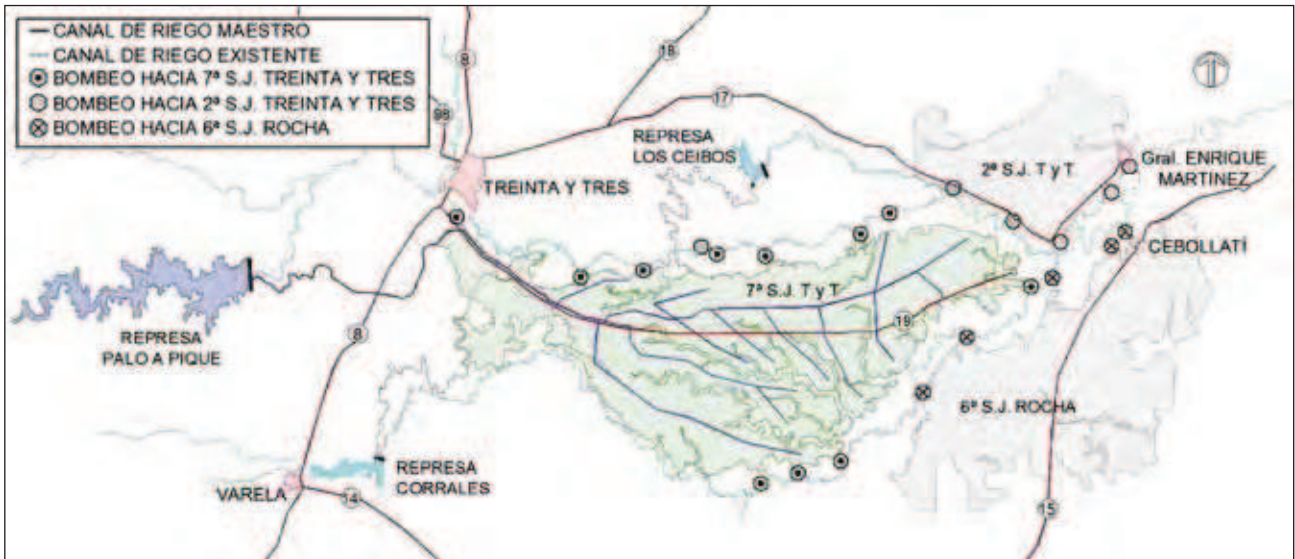 CANAL DE RIEGO MAESTRO
CANAL DE RIEGO EXISTENTE
BOMBEO HACIA 7ª S.J. TREINTA Y TRES
BOMBEO HACIA 2ª S.J. TREINTA Y TRES
BOMBEO HACIA 6ª S.J. ROCHA
8
18
98
17
REPRESA
LOS CEIBOS
2ª S.J. T y T
Gral. ENRIQUE
MARTINEZ
TREINTA Y TRES
CEBOLLATÍ
7ª S.J. T y T
19
REPRESA
PALO A PIQUE
8
6ª S.J. ROCHA
REPRESA
CORRALES
VARELA
14
15